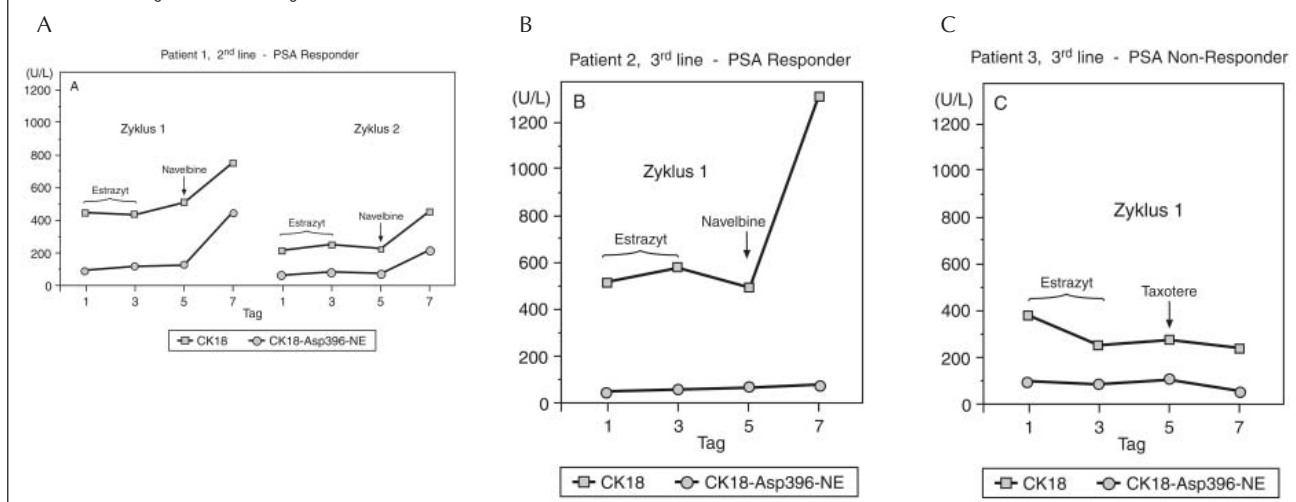 A
B
C
Patient 1, 2nd line - PSA Responder
(U/L)
A
1200
1000
800
600
400
200
0
Zyklus 1
Zyklus 2
Estrazyt
Navelbine
Estrazyt
Navelbine
1 3 5 7 1 3 5 7
Tag
CK18 CK18-Asp396-NE
Patient 2, 3rd line - PSA Responder
(U/L)
B
1200
1000
800
600
400
200
0
Zyklus 1
Estrazyt
Navelbine
1 3 5 7
Tag
CK18 CK18-Asp396-NE
Patient 3, 3rd line - PSA Non-Responder
(U/L)
C
1200
1000
800
600
400
200
0
Zyklus 1
Estrazyt
Taxotere
1 3 5 7
Tag
CK18 CK18-Asp396-NE